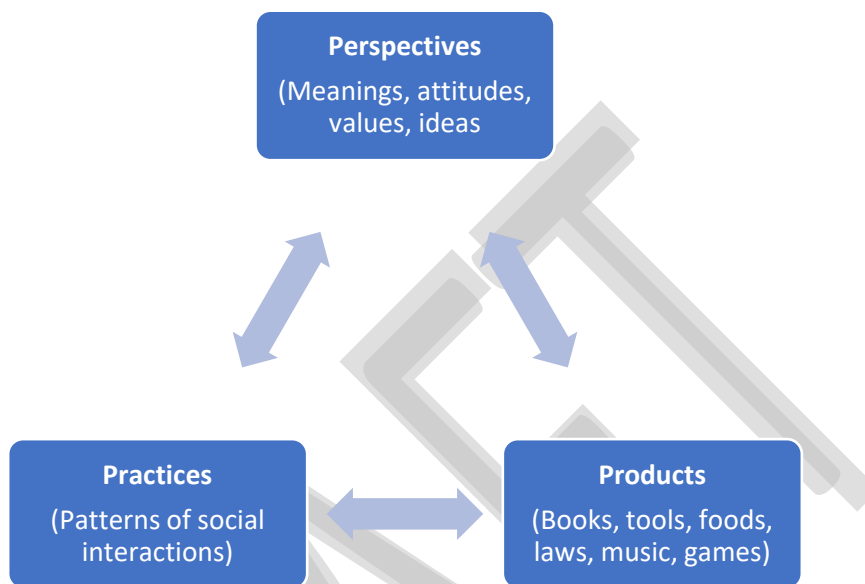 Perspectives
(Meanings, attitudes,
values, ideas
Practices
(Patterns of social
interactions)
Products
(Books, tools, foods,
laws, music, games)